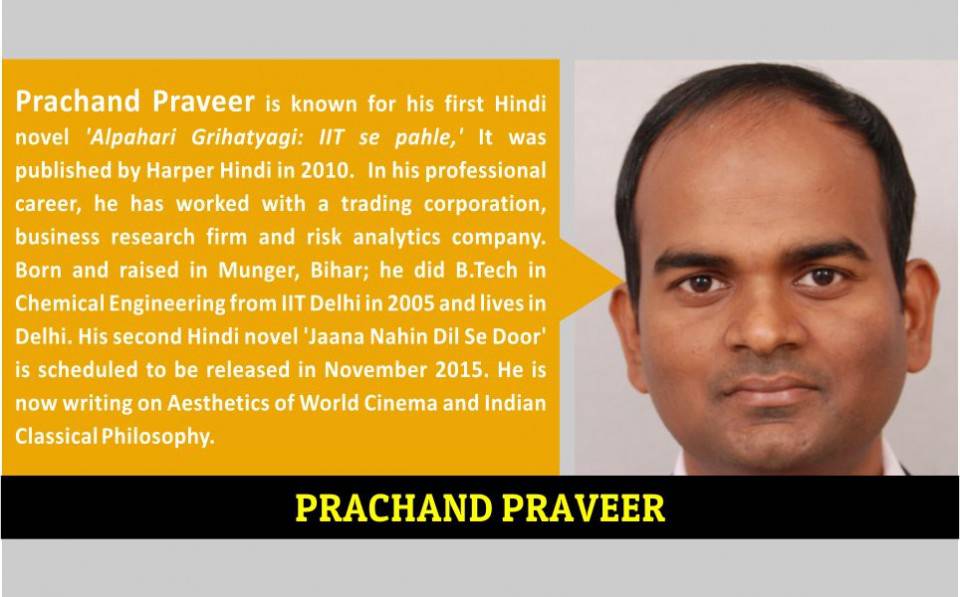 Prachand Praveer is known for his first Hindi
novel 'Alpahari Grihatyagi: IIT se pahle,' It was
published by Harper Hindi in 2010. In his professional
career, he has worked with a trading corporation,
business research firm and risk analytics company.
Born and raised in Munger, Bihar; he did B.Tech in
Chemical Engineering from IIT Delhi in 2005 and lives in
Delhi. His second Hindi novel 'Jaana Nahin Dil Se Door'
is scheduled to be released in November 2015. He is
now writing on Aesthetics of World Cinema and Indian
Classical Philosophy.
PRACHAND PRAVEER